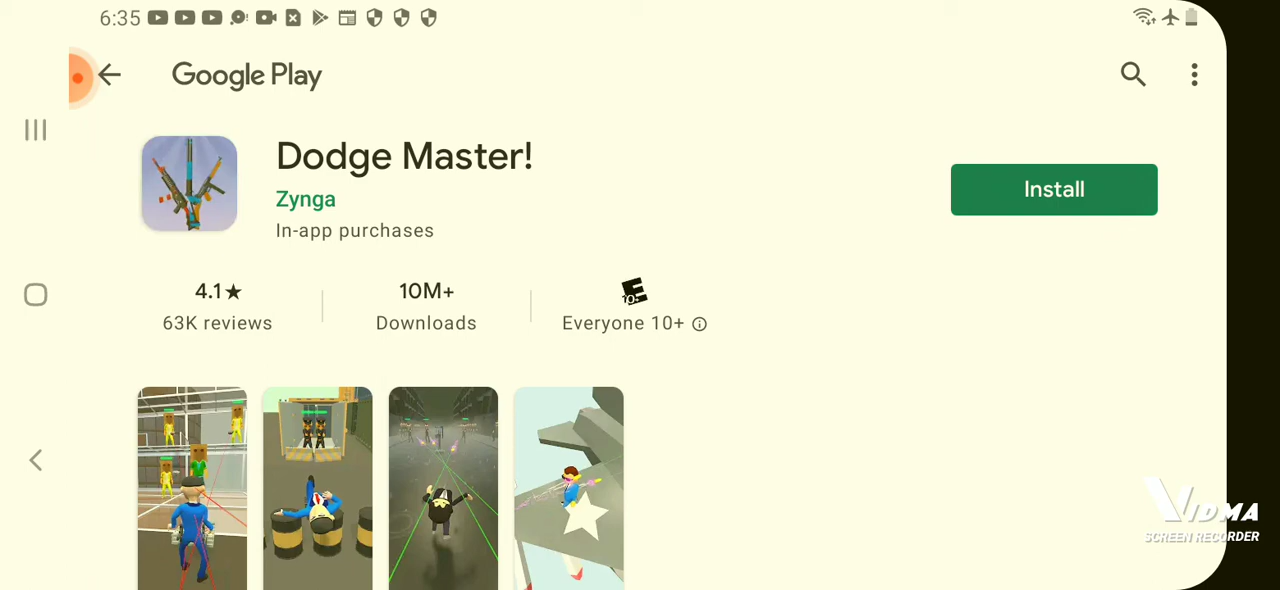 6:35
Google Play
Dodge Master!
Zynga
In-app purchases
Install
4.1★
63K reviews
10M+
Downloads
E
10+
Everyone 10+
VIDMA
SCREEN RECORDER